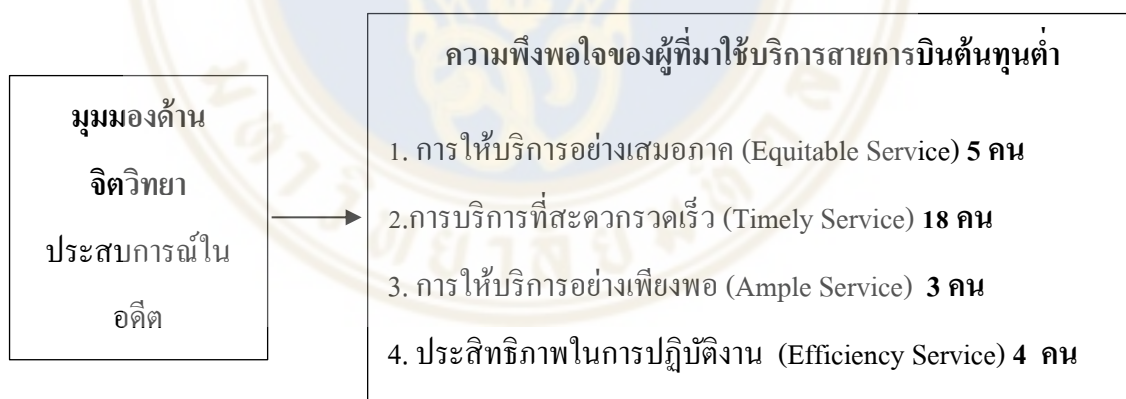 มุมมองด้าน
จิตวิทยา
ประสบการณ์ใน
อดีต
ความพึงพอใจของผู้ที่มาใช้บริการสายการบินต้นทุนต่ำ
1. การให้บริการอย่างเสมอภาค (Equitable Service) 5 คน
2.การบริการที่สะดวกรวดเร็ว (Timely Service) 18 คน
3. การให้บริการอย่างเพียงพอ (Ample Service) 3 คน
4. ประสิทธิภาพในการปฏิบัติงาน (Efficiency Service) 4 คน